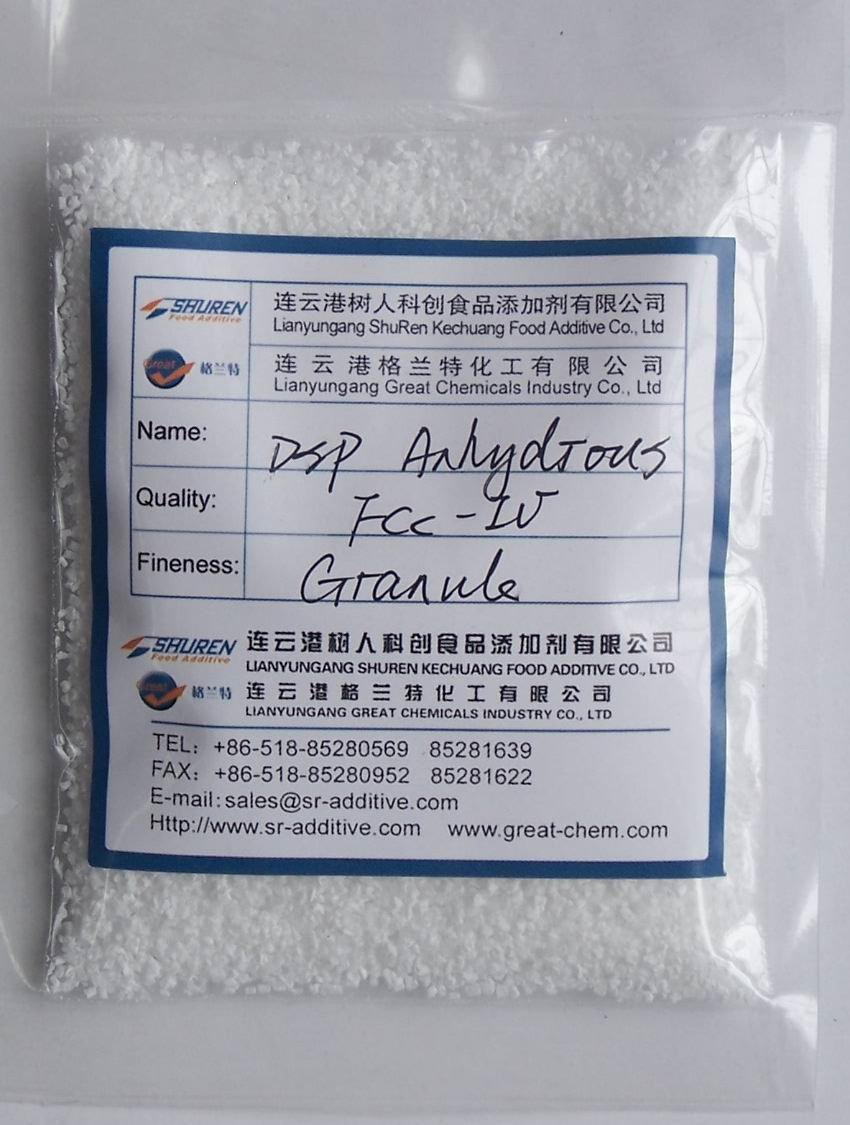 SHUREN
Food Additive
连云港树人科创食品添加剂有限公司
Lianyungang ShuRen Kechuang Food Additive Co., Ltd
Great 格兰特
连云港格兰特化工有限公司
Lianyungang Great Chemicals Industry Co., Ltd
Name: DSP Anhydrous
Quality: FCC-IV
Fineness: Granule
SHUREN
Food Additive
连云港树人科创食品添加剂有限公司
LIANYUNGANG SHUREN KECHUANG FOOD ADDITIVE CO., LTD
Great 格兰特
连云港格兰特化工有限公司
LIANYUNGANG GREAT CHEMICALS INDUSTRY CO., LTD
TEL: +86-518-85280569 85281639
FAX: +86-518-85280952 85281622
E-mail:sales@sr-additive.com
Http://www.sr-additive.com www.great-chem.com